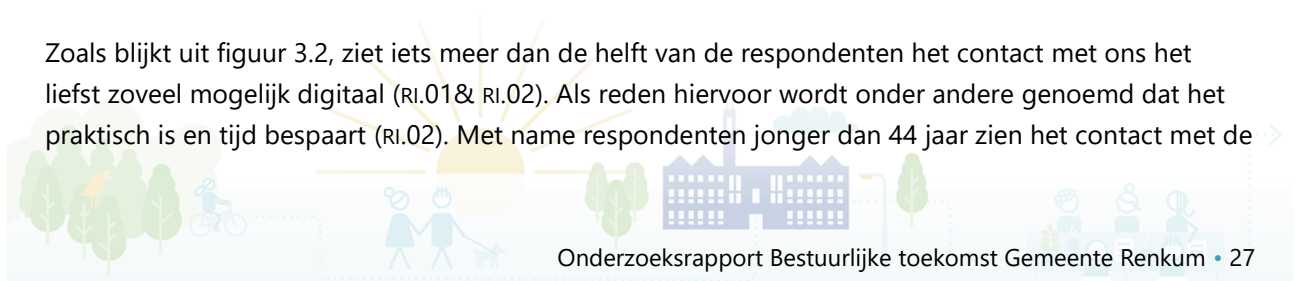 Zoals blijkt uit figuur 3.2, ziet iets meer dan de helft van de respondenten het contact met ons het
liefst zoveel mogelijk digitaal (RI.01& RI.02). Als reden hiervoor wordt onder andere genoemd dat het
praktisch is en tijd bespaart (RI.02). Met name respondenten jonger dan 44 jaar zien het contact met de
Onderzoeksrapport Bestuurlijke toekomst Gemeente Renkum • 27